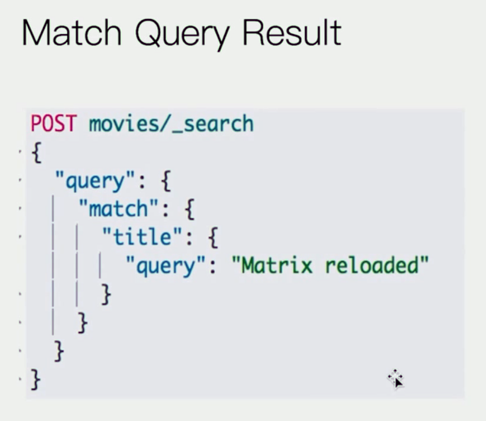 Match Query Result
POST movies/_search
{
"query": {
"match": {
"title": {
"query": "Matrix reloaded"
}
}
}
}